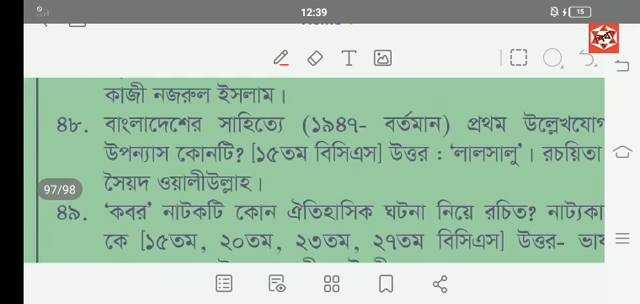 12:39
15
কাজী নজরুল ইসলাম।
৪৮. বাংলাদেশের সাহিত্যে (১৯৪৭- বর্তমান) প্রথম উল্লেখযোগ
উপন্যাস কোনটি? [১৫তম বিসিএস] উত্তর : ‘লালসালু’। রচয়িতা
97/98 সৈয়দ ওয়ালীউল্লাহ।
৪৯. ‘কবর’ নাটকটি কোন ঐতিহাসিক ঘটনা নিয়ে রচিত? নাট্যকা
কে [১৫তম, ২০তম, ২৩তম, ২৭তম বিসিএস] উত্তর- ভাষ